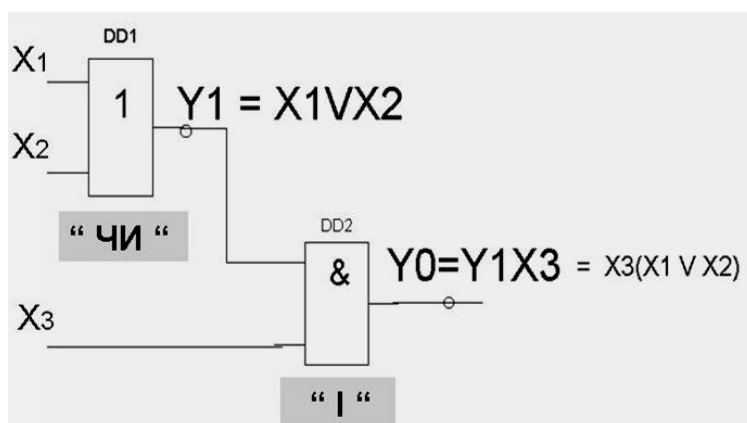 DD1
X1
1
Y1 = X1VX2
X2
“ ЧИ “
DD2
&
Y0=Y1X3 = X3(X1 V X2)
X3
“ І “